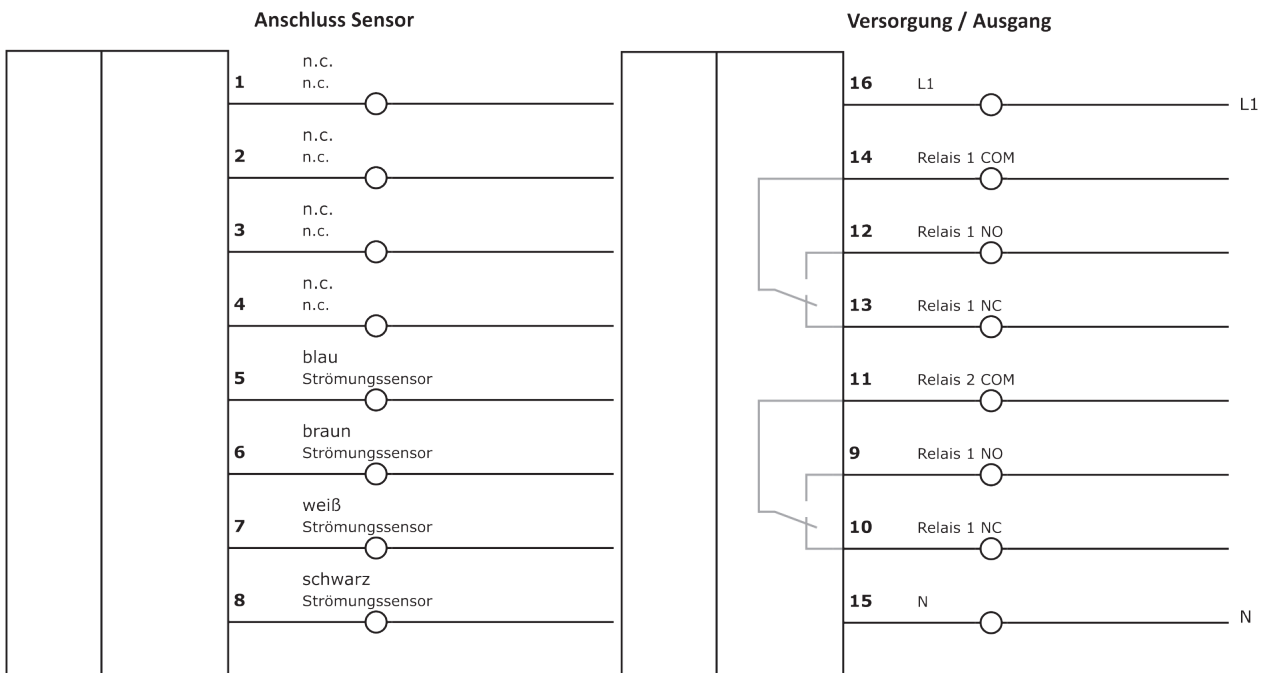 Anschluss Sensor
n.c.
1 n.c.
n.c.
2 n.c.
n.c.
3 n.c.
n.c.
4 n.c.
blau
5 Strömungssensor
braun
6 Strömungssensor
weiß
7 Strömungssensor
schwarz
8 Strömungssensor
Versorgung / Ausgang
16 L1
L1
14 Relais 1 COM
12 Relais 1 NO
13 Relais 1 NC
11 Relais 2 COM
9 Relais 1 NO
10 Relais 1 NC
15 N
N